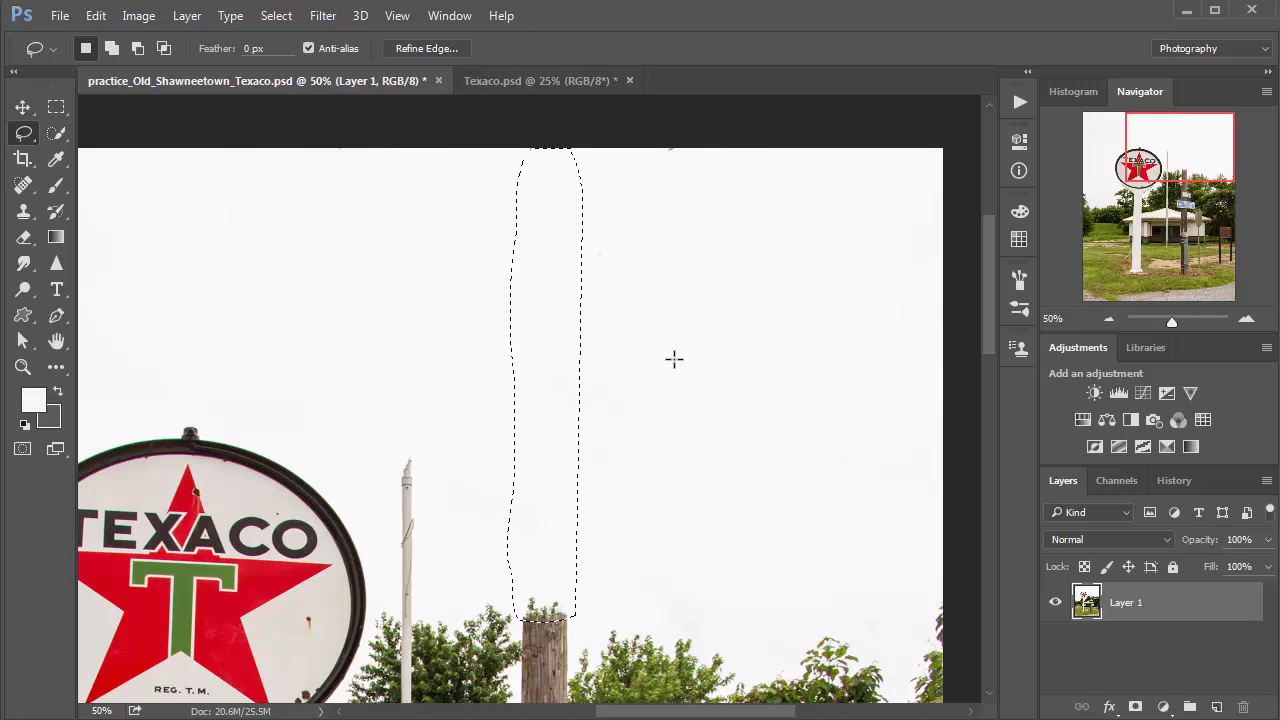 Ps File Edit Image Layer Type Select Filter 3D View Window Help
Feather: 0 px Anti-alias Refine Edge... Photography
practice_Old_Shawneetown_Texaco.psd @ 50% (Layer 1, RGB/8) * × Texaco.psd @ 25% (RGB/8*) * ×
Histogram Navigator
50%
Adjustments Libraries
Add an adjustment
Layers Channels History
Kind
Normal Opacity: 100%
Lock: Fill: 100%
Layer 1
TEXACO
T
REG. T.M.
50% Doc: 20.6M/25.5M